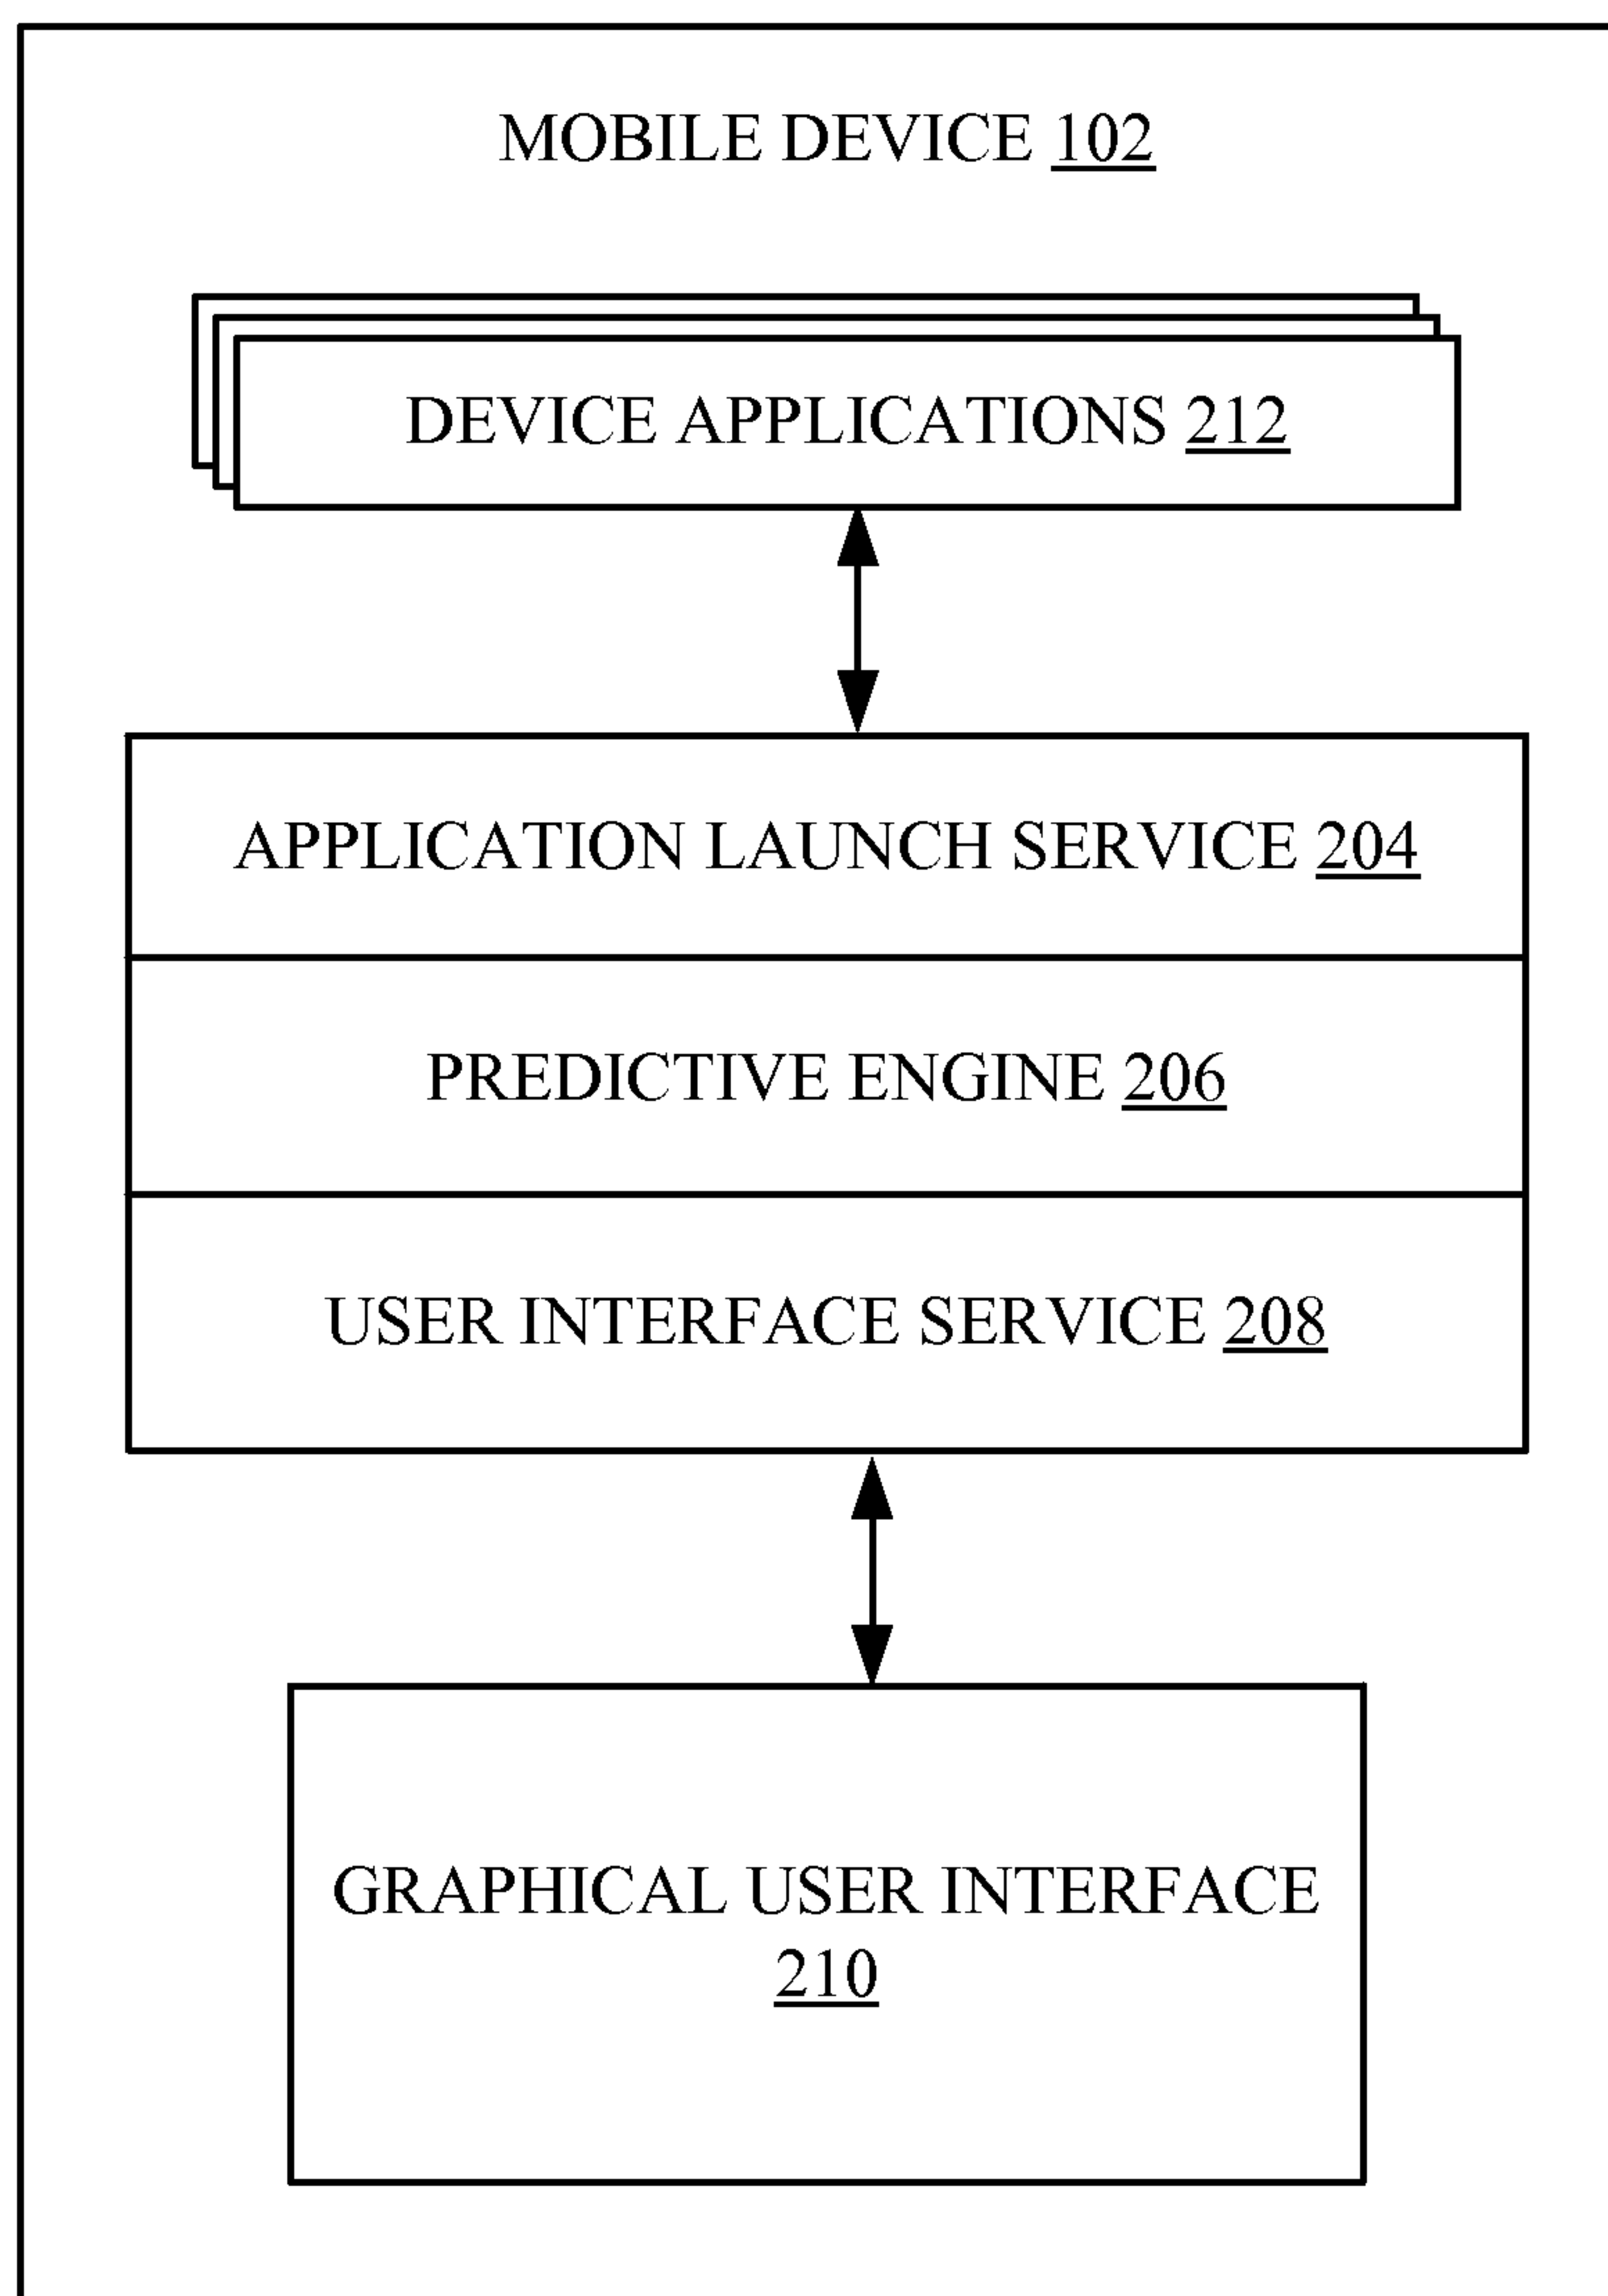 MOBILE DEVICE 102
DEVICE APPLICATIONS 212
APPLICATION LAUNCH SERVICE 204
PREDICTIVE ENGINE 206
USER INTERFACE SERVICE 208
GRAPHICAL USER INTERFACE
210